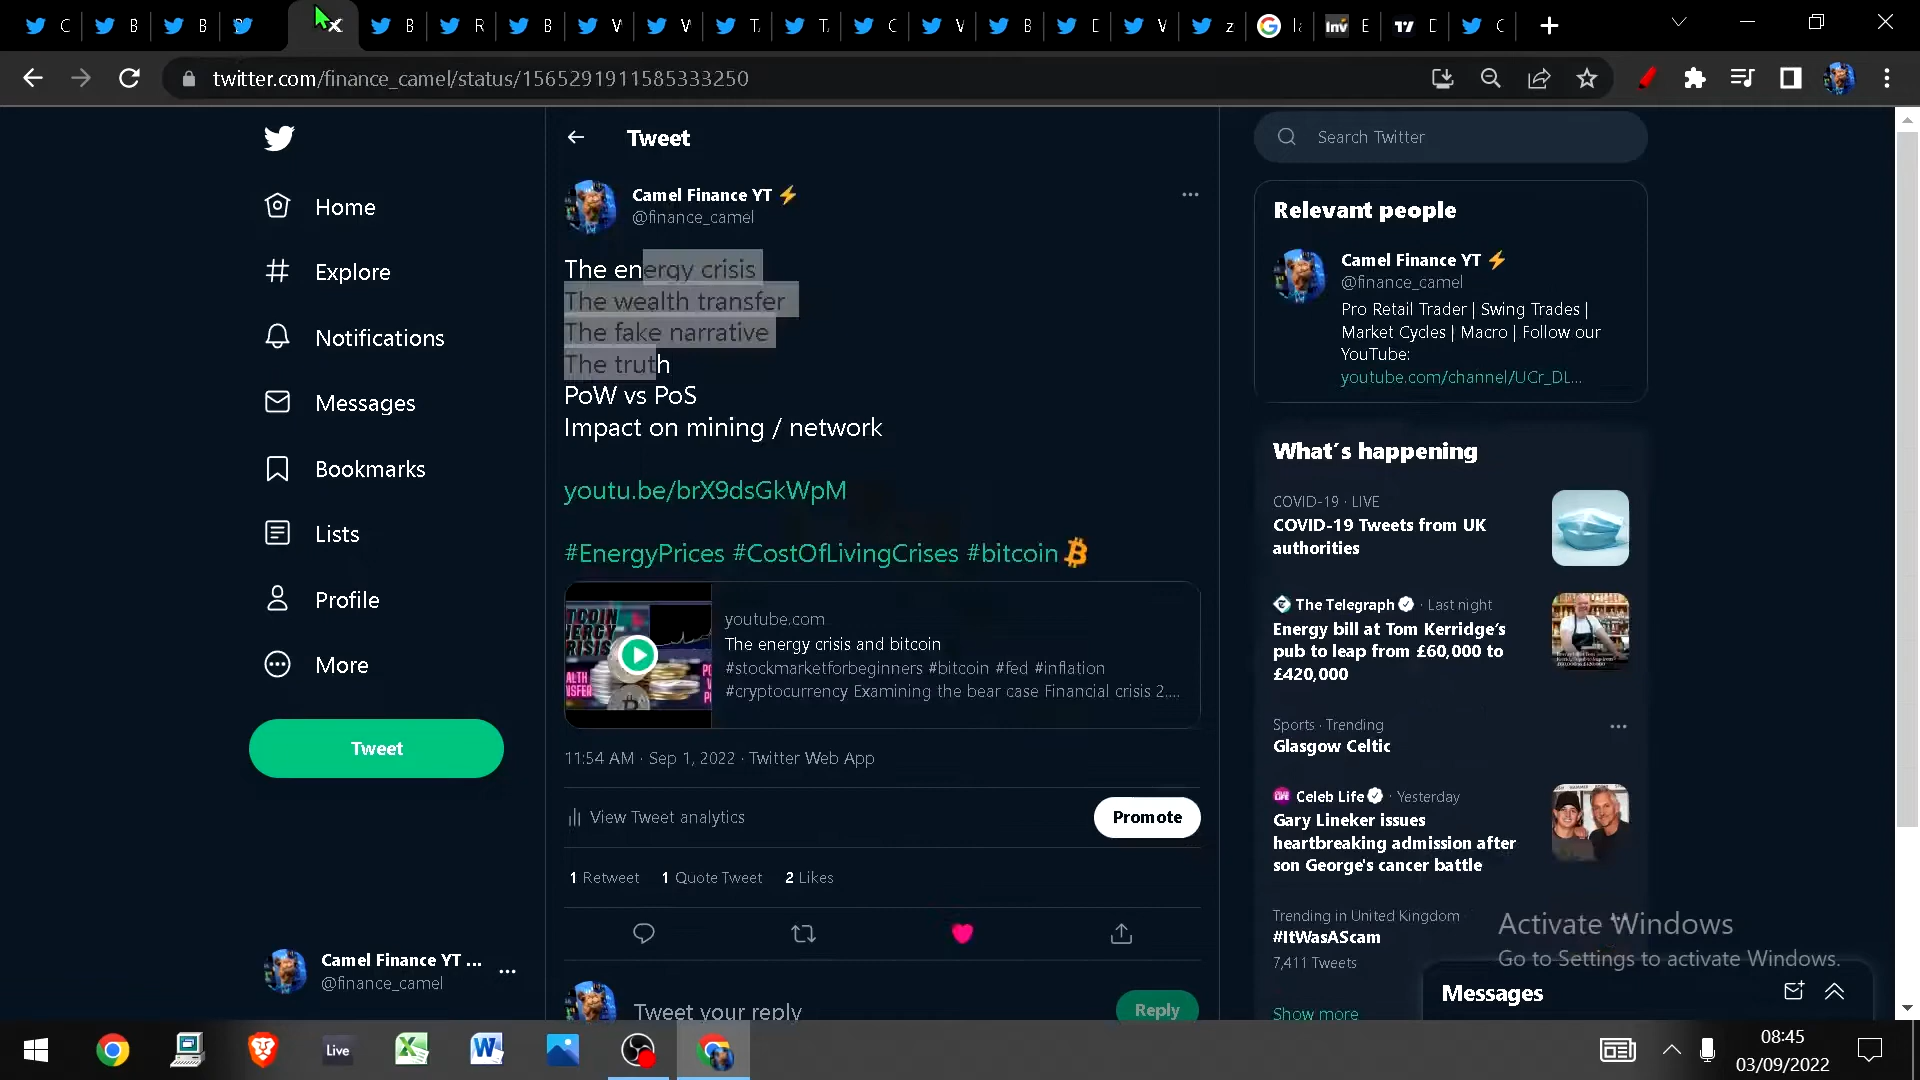 C
B
B
B
R
B
V
V
T.
T.
C
V
B
D
V
z
G
Inv
E
D
C
twitter.com/finance_camel/status/1565291911585333250
Tweet
Search Twitter
Home
Explore
Notifications
Messages
Bookmarks
Lists
Profile
More
Tweet
Camel Finance YT ...
@finance_camel
Camel Finance YT ⚡
@finance_camel
The energy crisis
The wealth transfer
The fake narrative
The truth
PoW vs PoS
Impact on mining / network
youtu.be/brX9dsGkWpM
#EnergyPrices #CostOfLivingCrises #bitcoin
youtube.com
The energy crisis and bitcoin
#stockmarketforbeginners #bitcoin #fed #inflation
#cryptocurrency Examining the bear case Financial crisis 2....
11:54 AM · Sep 1, 2022 · Twitter Web App
View Tweet analytics
Promote
1 Retweet 1 Quote Tweet 2 Likes
Tweet your reply
Reply
Relevant people
Camel Finance YT ⚡
@finance_camel
Pro Retail Trader | Swing Trades |
Market Cycles | Macro | Follow our
YouTube:
youtube.com/channel/UCr_DL...
What's happening
COVID-19 · LIVE
COVID-19 Tweets from UK
authorities
The Telegraph · Last night
Energy bill at Tom Kerridge's
pub to leap from £60,000 to
£420,000
Sports · Trending
Glasgow Celtic
Celeb Life · Yesterday
Gary Lineker issues
heartbreaking admission after
son George's cancer battle
Trending in United Kingdom
#ItWasAScam
7,411 Tweets
Show more
Activate Windows
Go to Settings to activate Windows.
Messages
Live
08:45
03/09/2022